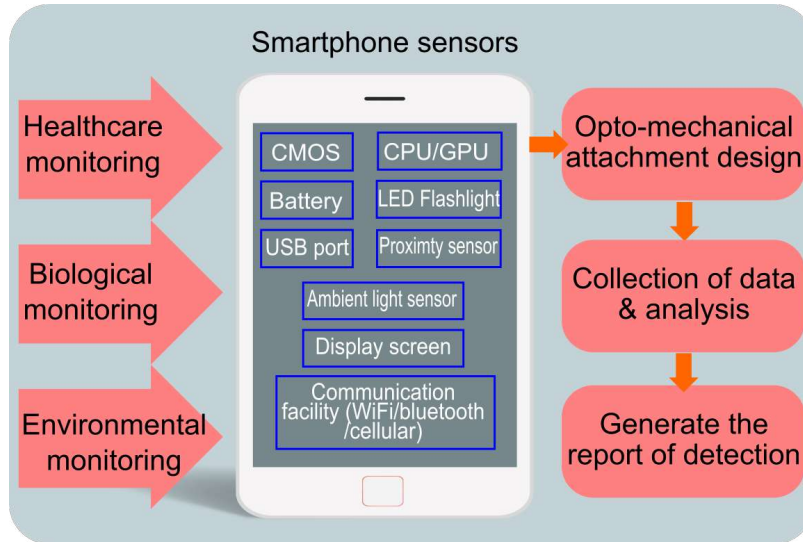 Smartphone sensors
Healthcare
monitoring
Biological
monitoring
Environmental
monitoring
CMOS
CPU/GPU
Battery
LED Flashlight
USB port
Proximty sensor
Ambient light sensor
Display screen
Communication
facility (WiFi/bluetooth
/cellular)
Opto-mechanical
attachment design
Collection of data
& analysis
Generate the
report of detection